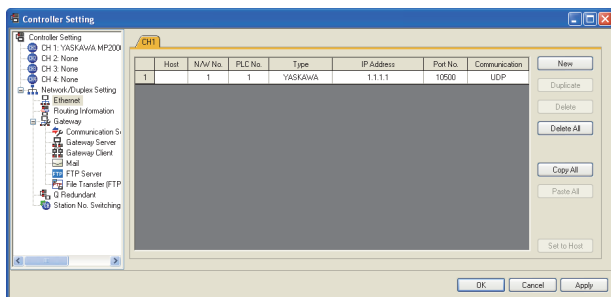 Controller Setting
Controller Setting
CH 1: YASKAWA MP200
CH 2: None
CH 3: None
CH 4: None
Network/Duplex Setting
Ethernet
Routing Information
Gateway
Communication S
Gateway Server
Gateway Client
Mail
FTP Server
File Transfer (FTP
Q Redundant
Station No. Switching
CH1
Host N/W No. PLC No. Type IP Address Port No. Communication
1 1 1 YASKAWA 1.1.1.1 10500 UDP
New
Duplicate
Delete
Delete All
Copy All
Paste All
Set to Host
OK Cancel Apply